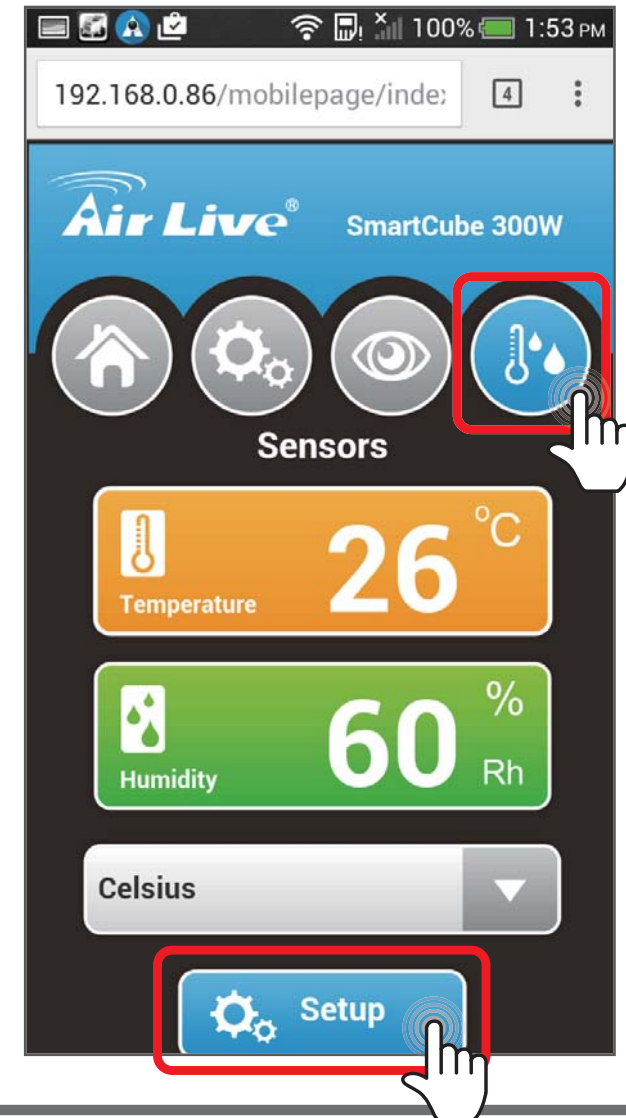 100% 1:53 PM
192.168.0.86/mobilepage/inde
4
Air Live® SmartCube 300W
Sensors
26 °C
Temperature
60 %
Rh
Humidity
Celsius
Setup